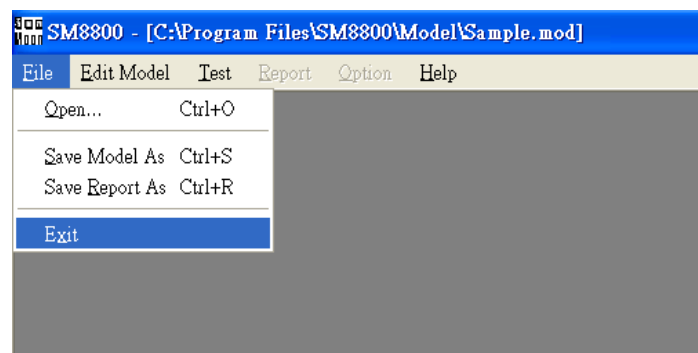 SM8800 - [C:\Program Files\SM8800\Model\Sample.mod]
File Edit Model Test Report Option Help
Open... Ctrl+O
Save Model As Ctrl+S
Save Report As Ctrl+R
Exit